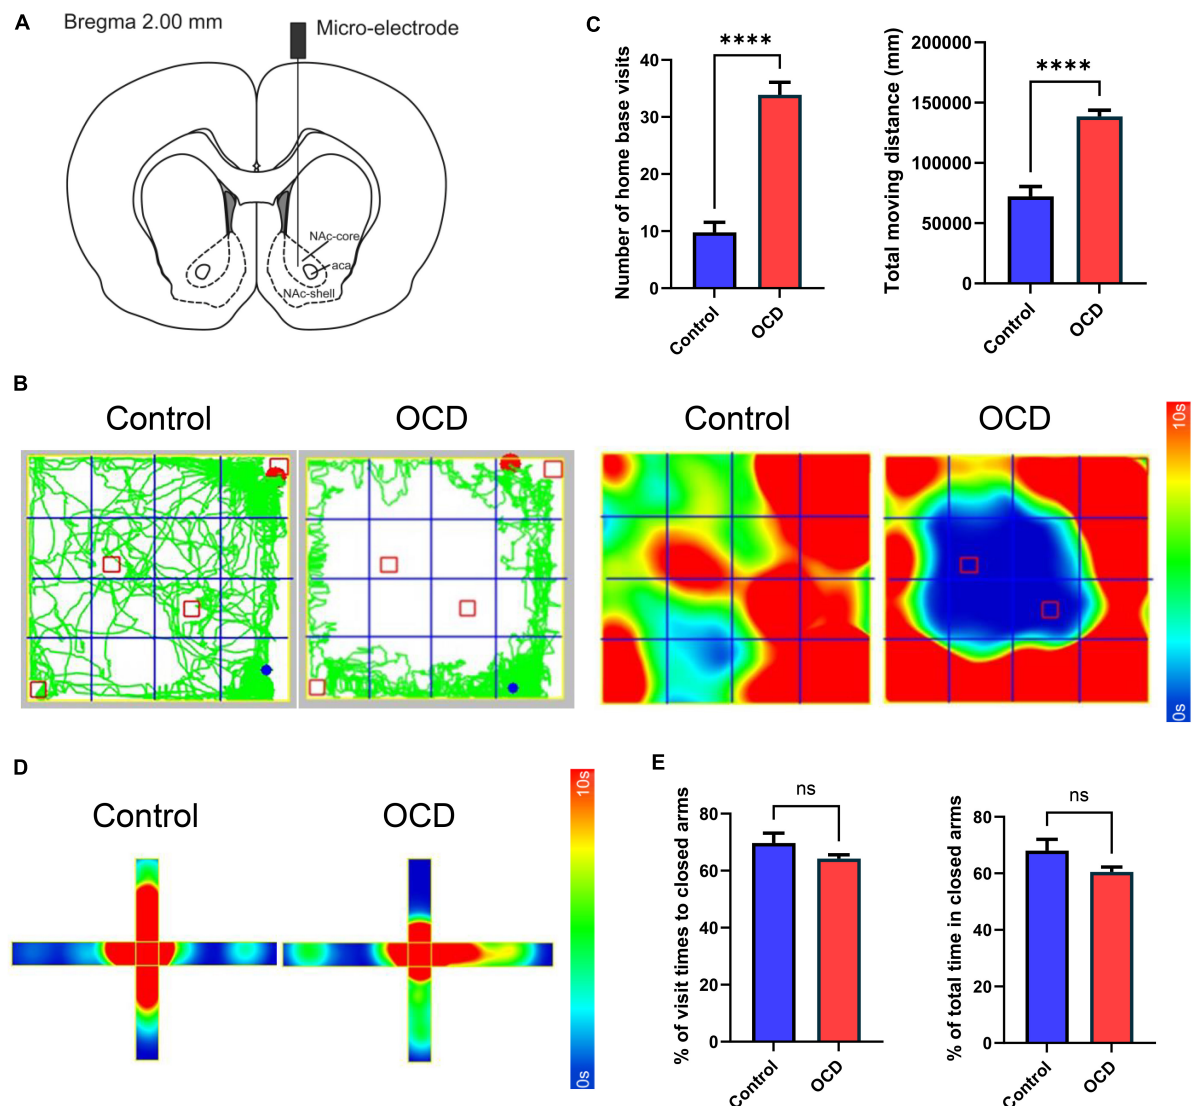 A
Bregma 2.00 mm
Micro-electrode
NAc-core
aca
NAc-shell
C
Number of home base visits
40
30
20
10
0
****
Control
OCD
Total moving distance (mm)
200000
150000
100000
50000
0
****
Control
OCD
B
Control
OCD
Control
OCD
10s
0s
D
Control
OCD
10s
0s
E
% of visit times to closed arms
80
60
40
20
0
ns
Control
OCD
% of total time in closed arms
80
60
40
20
0
ns
Control
OCD